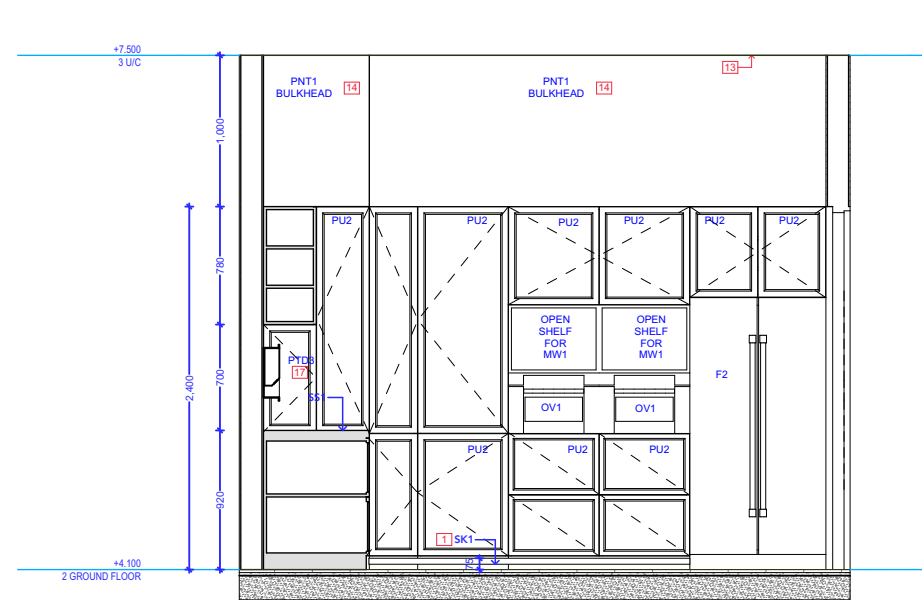 +7.500
3 U/C
PNT1
BULKHEAD
14
PNT1
BULKHEAD
14
13
1,000
PU2
PU2
PU2
PU2
PU2
PU2
780
OPEN
SHELF
FOR
MW1
OPEN
SHELF
FOR
MW1
PTD3
17
F2
2,400
700
SS1
OV1
OV1
PU2
PU2
PU2
920
1
SK1
75
+4.100
2 GROUND FLOOR